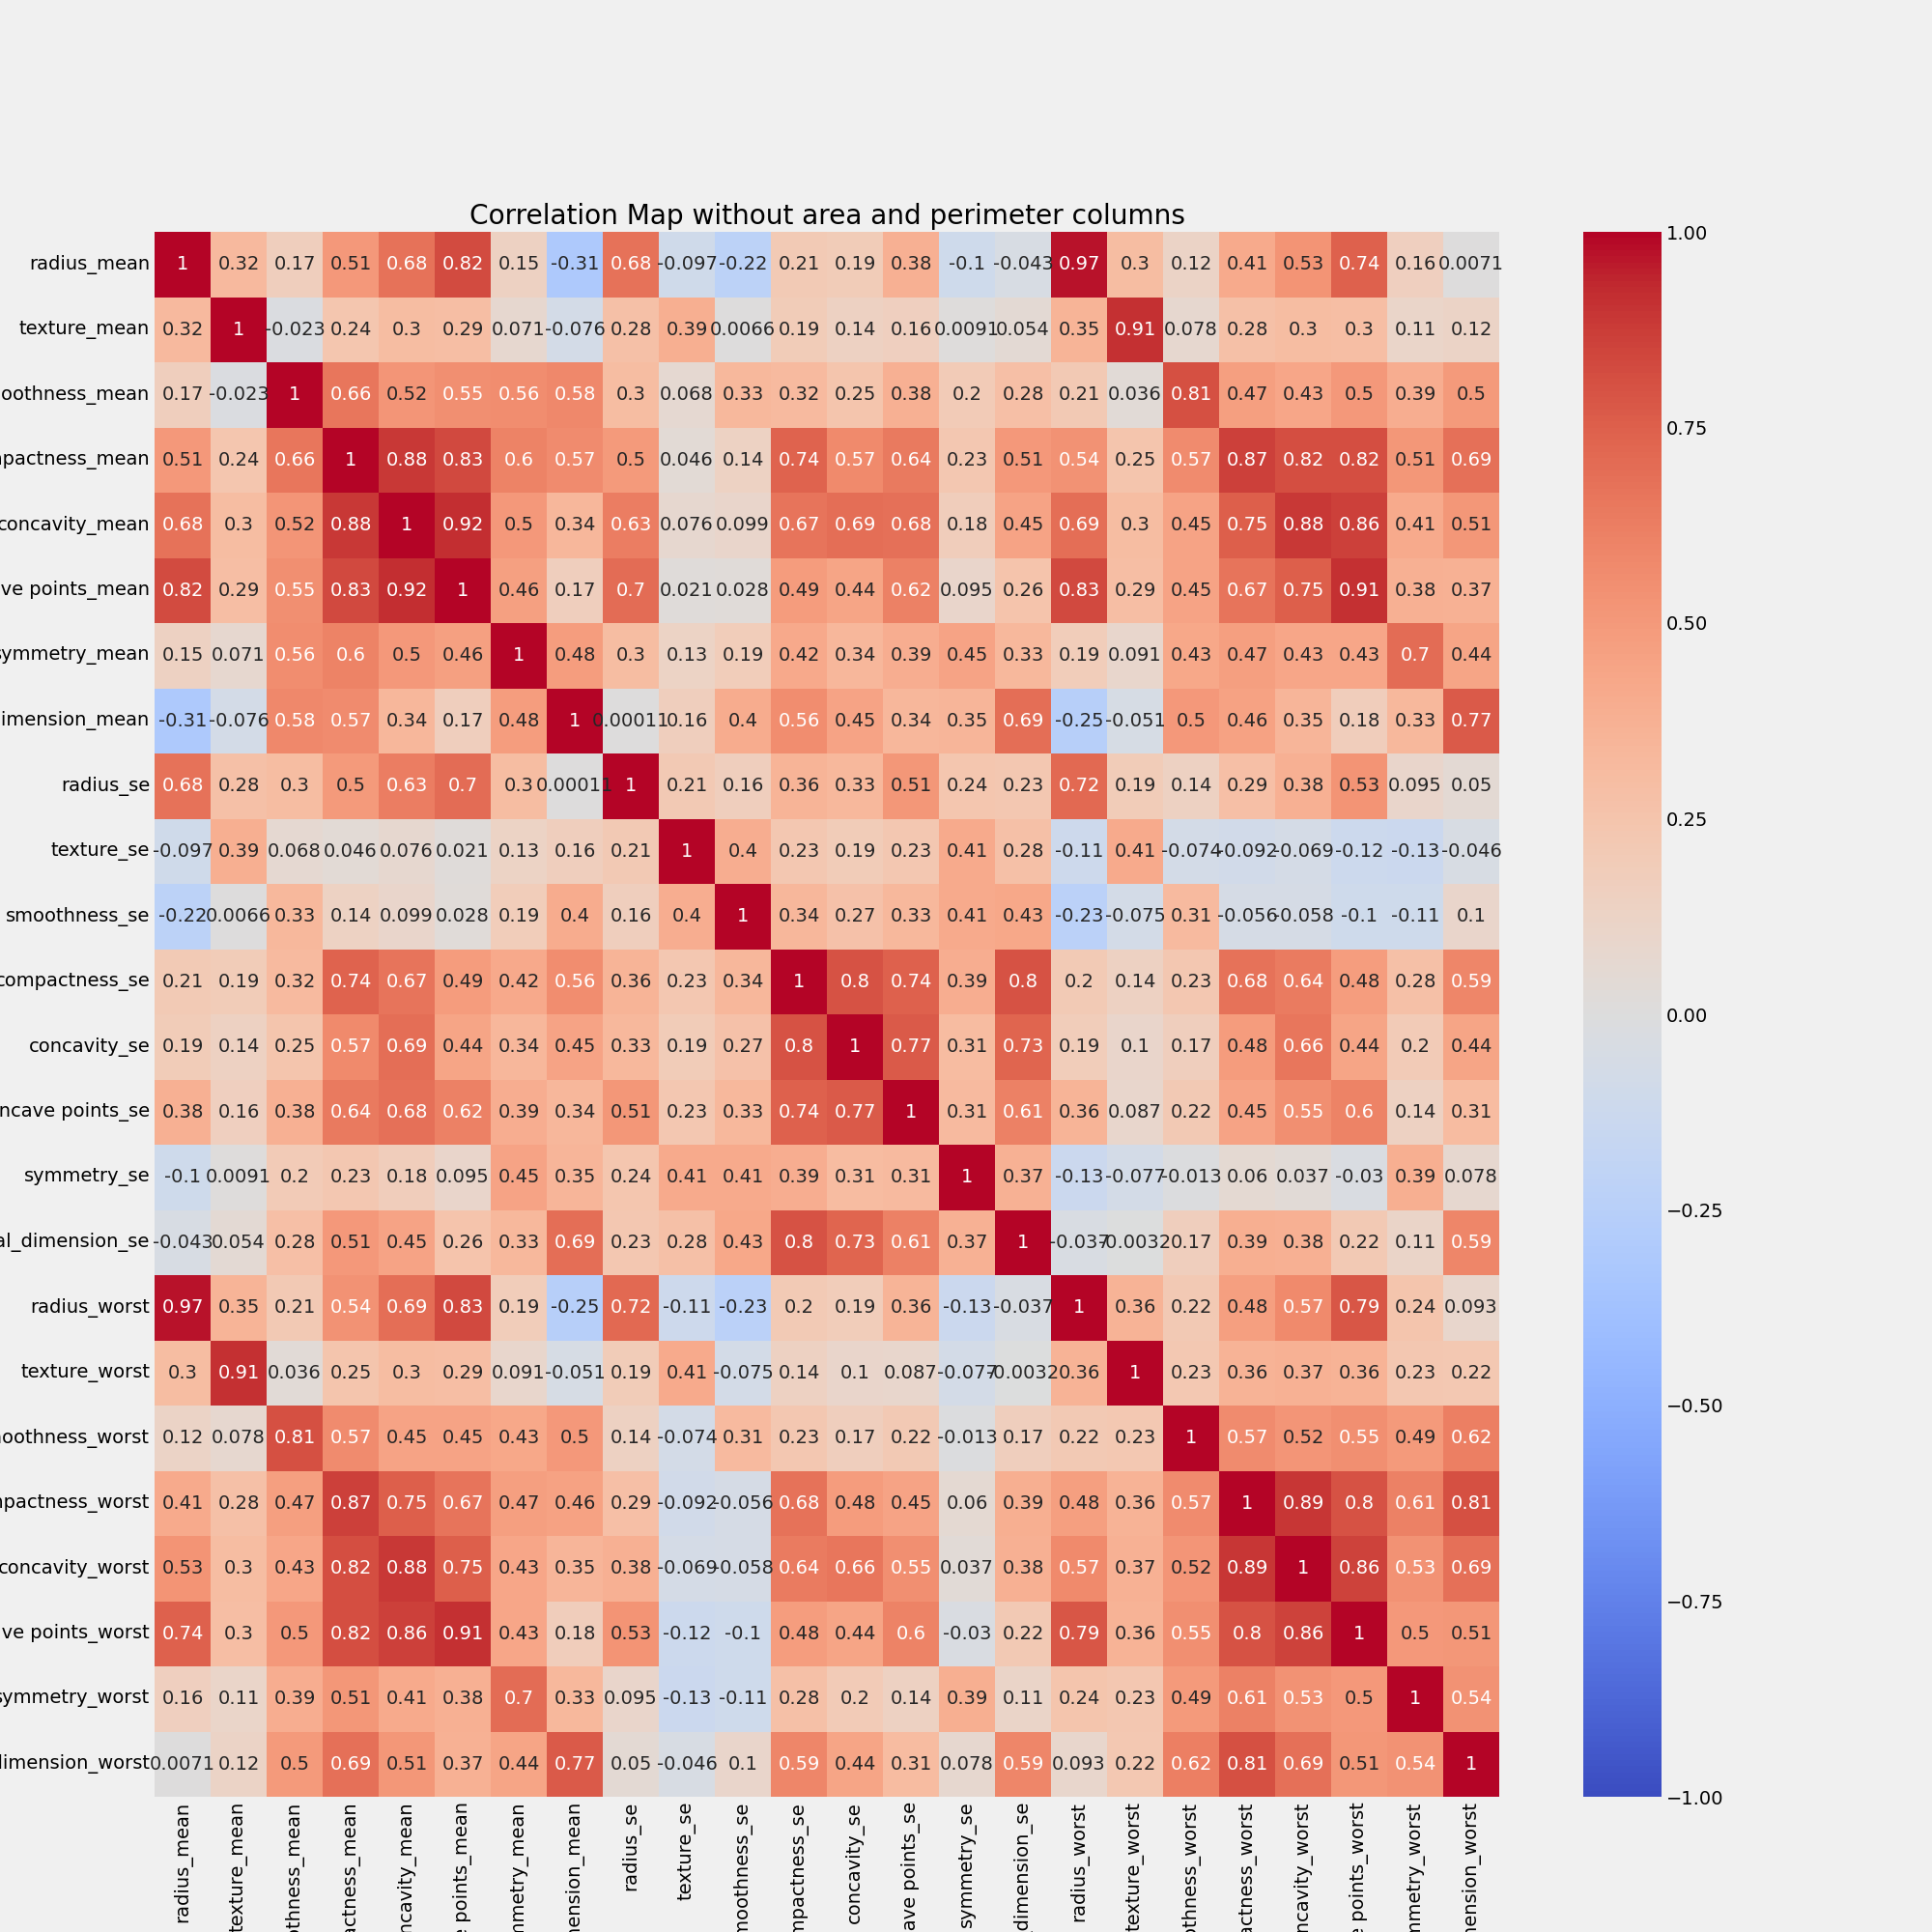 Correlation Map without area and perimeter columns
radius_mean 1 0.32 0.17 0.51 0.68 0.82 0.15 -0.31 0.68 -0.097 -0.22 0.21 0.19 0.38 -0.1 -0.043 0.97 0.3 0.12 0.41 0.53 0.74 0.16 0.0071
texture_mean 0.32 1 -0.023 0.24 0.3 0.29 0.071 -0.076 0.28 0.39 0.0066 0.19 0.14 0.16 0.0091 0.054 0.35 0.91 0.078 0.28 0.3 0.3 0.11 0.12
oothness_mean 0.17 -0.023 1 0.66 0.52 0.55 0.56 0.58 0.3 0.068 0.33 0.32 0.25 0.38 0.2 0.28 0.21 0.036 0.81 0.47 0.43 0.5 0.39 0.5
npactness_mean 0.51 0.24 0.66 1 0.88 0.83 0.6 0.57 0.5 0.046 0.14 0.74 0.57 0.64 0.23 0.51 0.54 0.25 0.57 0.87 0.82 0.82 0.51 0.69
concavity_mean 0.68 0.3 0.52 0.88 1 0.92 0.5 0.34 0.63 0.076 0.099 0.67 0.69 0.68 0.18 0.45 0.69 0.3 0.45 0.75 0.88 0.86 0.41 0.51
ve points_mean 0.82 0.29 0.55 0.83 0.92 1 0.46 0.17 0.7 0.021 0.028 0.49 0.44 0.62 0.095 0.26 0.83 0.29 0.45 0.67 0.75 0.91 0.38 0.37
symmetry_mean 0.15 0.071 0.56 0.6 0.5 0.46 1 0.48 0.3 0.13 0.19 0.42 0.34 0.39 0.45 0.33 0.19 0.091 0.43 0.47 0.43 0.43 0.7 0.44
imension_mean -0.31 -0.076 0.58 0.57 0.34 0.17 0.48 1 0.00011 0.16 0.4 0.56 0.45 0.34 0.35 0.69 -0.25 -0.051 0.5 0.46 0.35 0.18 0.33 0.77
radius_se 0.68 0.28 0.3 0.5 0.63 0.7 0.3 0.00011 1 0.21 0.16 0.36 0.33 0.51 0.24 0.23 0.72 0.19 0.14 0.29 0.38 0.53 0.095 0.05
texture_se -0.097 0.39 0.068 0.046 0.076 0.021 0.13 0.16 0.21 1 0.4 0.23 0.19 0.23 0.41 0.28 -0.11 0.41 -0.074 -0.092 -0.069 -0.12 -0.13 -0.046
smoothness_se -0.22 0.0066 0.33 0.14 0.099 0.028 0.19 0.4 0.16 0.4 1 0.34 0.27 0.33 0.41 0.43 -0.23 -0.075 0.31 -0.056 -0.058 -0.1 -0.11 0.1
compactness_se 0.21 0.19 0.32 0.74 0.67 0.49 0.42 0.56 0.36 0.23 0.34 1 0.8 0.74 0.39 0.8 0.2 0.14 0.23 0.68 0.64 0.48 0.28 0.59
concavity_se 0.19 0.14 0.25 0.57 0.69 0.44 0.34 0.45 0.33 0.19 0.27 0.8 1 0.77 0.31 0.73 0.19 0.1 0.17 0.48 0.66 0.44 0.2 0.44
ncave points_se 0.38 0.16 0.38 0.64 0.68 0.62 0.39 0.34 0.51 0.23 0.33 0.74 0.77 1 0.31 0.61 0.36 0.087 0.22 0.45 0.55 0.6 0.14 0.31
symmetry_se -0.1 0.0091 0.2 0.23 0.18 0.095 0.45 0.35 0.24 0.41 0.41 0.39 0.31 0.31 1 0.37 -0.13 -0.077 -0.013 0.06 0.037 -0.03 0.39 0.078
al_dimension_se -0.043 0.054 0.28 0.51 0.45 0.26 0.33 0.69 0.23 0.28 0.43 0.8 0.73 0.61 0.37 1 -0.037 -0.0032 0.17 0.39 0.38 0.22 0.11 0.59
radius_worst 0.97 0.35 0.21 0.54 0.69 0.83 0.19 -0.25 0.72 -0.11 -0.23 0.2 0.19 0.36 -0.13 -0.037 1 0.36 0.22 0.48 0.57 0.79 0.24 0.093
texture_worst 0.3 0.91 0.036 0.25 0.3 0.29 0.091 -0.051 0.19 0.41 -0.075 0.14 0.1 0.087 -0.077 -0.0032 0.36 1 0.23 0.36 0.37 0.36 0.23 0.22
oothness_worst 0.12 0.078 0.81 0.57 0.45 0.45 0.43 0.5 0.14 -0.074 0.31 0.23 0.17 0.22 -0.013 0.17 0.22 0.23 1 0.57 0.52 0.55 0.49 0.62
npactness_worst 0.41 0.28 0.47 0.87 0.75 0.67 0.47 0.46 0.29 -0.092 -0.056 0.68 0.48 0.45 0.06 0.39 0.48 0.36 0.57 1 0.89 0.8 0.61 0.81
concavity_worst 0.53 0.3 0.43 0.82 0.88 0.75 0.43 0.35 0.38 -0.069 -0.058 0.64 0.66 0.55 0.037 0.38 0.57 0.37 0.52 0.89 1 0.86 0.53 0.69
ve points_worst 0.74 0.3 0.5 0.82 0.86 0.91 0.43 0.18 0.53 -0.12 -0.1 0.48 0.44 0.6 -0.03 0.22 0.79 0.36 0.55 0.8 0.86 1 0.5 0.51
symmetry_worst 0.16 0.11 0.39 0.51 0.41 0.38 0.7 0.33 0.095 -0.13 -0.11 0.28 0.2 0.14 0.39 0.11 0.24 0.23 0.49 0.61 0.53 0.5 1 0.54
limension_worst 0.0071 0.12 0.5 0.69 0.51 0.37 0.44 0.77 0.05 -0.046 0.1 0.59 0.44 0.31 0.078 0.59 0.093 0.22 0.62 0.81 0.69 0.51 0.54 1
radius_mean
texture_mean
othness_mean
actness_mean
ncavity_mean
e points_mean
mmetry_mean
nension_mean
radius_se
texture_se
moothness_se
mpactness_se
concavity_se
ave points_se
symmetry_se
_dimension_se
radius_worst
texture_worst
othness_worst
actness_worst
ncavity_worst
e points_worst
mmetry_worst
nension_worst
1.00
0.75
0.50
0.25
0.00
−0.25
−0.50
−0.75
−1.00